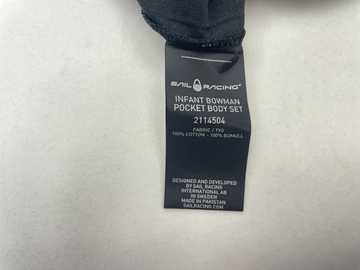 SAIL RACING®
INFANT BOWMAN
POCKET BODY SET
2114504
FABRIC / TYG
100% COTTON - 100% BOMULL
DESIGNED AND DEVELOPED
BY SAIL RACING
INTERNATIONAL AB
IN SWEDEN
MADE IN PAKISTAN
SAILRACING.COM